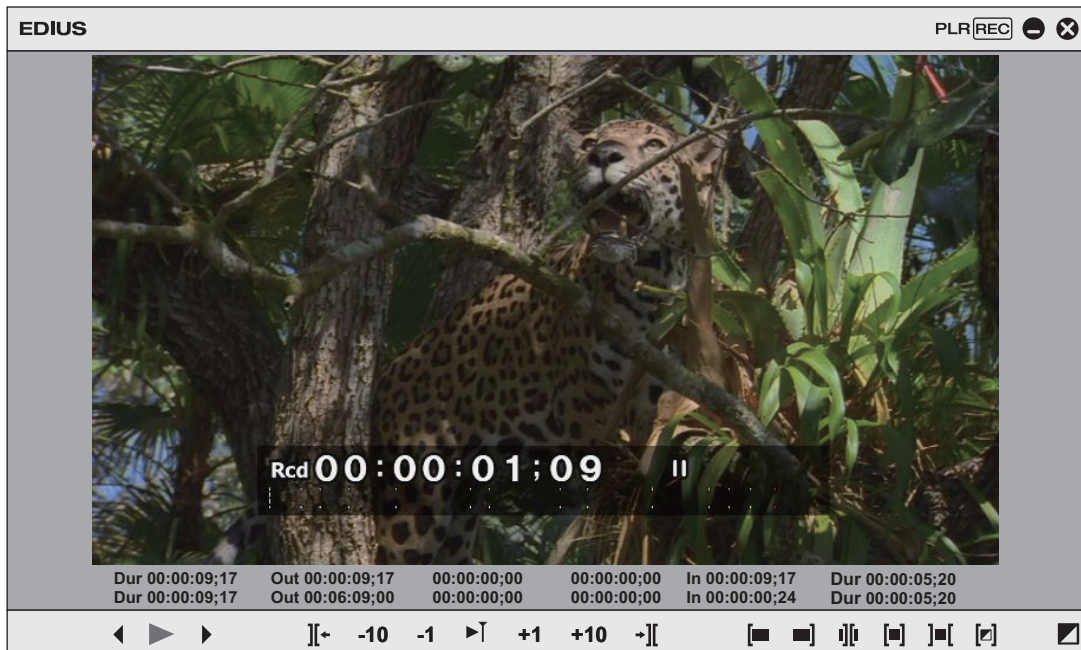 EDIUS PLR REC
Rcd 00:00:01;09
Dur 00:00:09;17 Out 00:00:09;17 00:00:00;00 00:00:00;00 In 00:00:09;17 Dur 00:00:05;20
Dur 00:00:09;17 Out 00:06:09;00 00:00:00;00 00:00:00;00 In 00:00:00;24 Dur 00:00:05;20
-10 -1 +1 +10